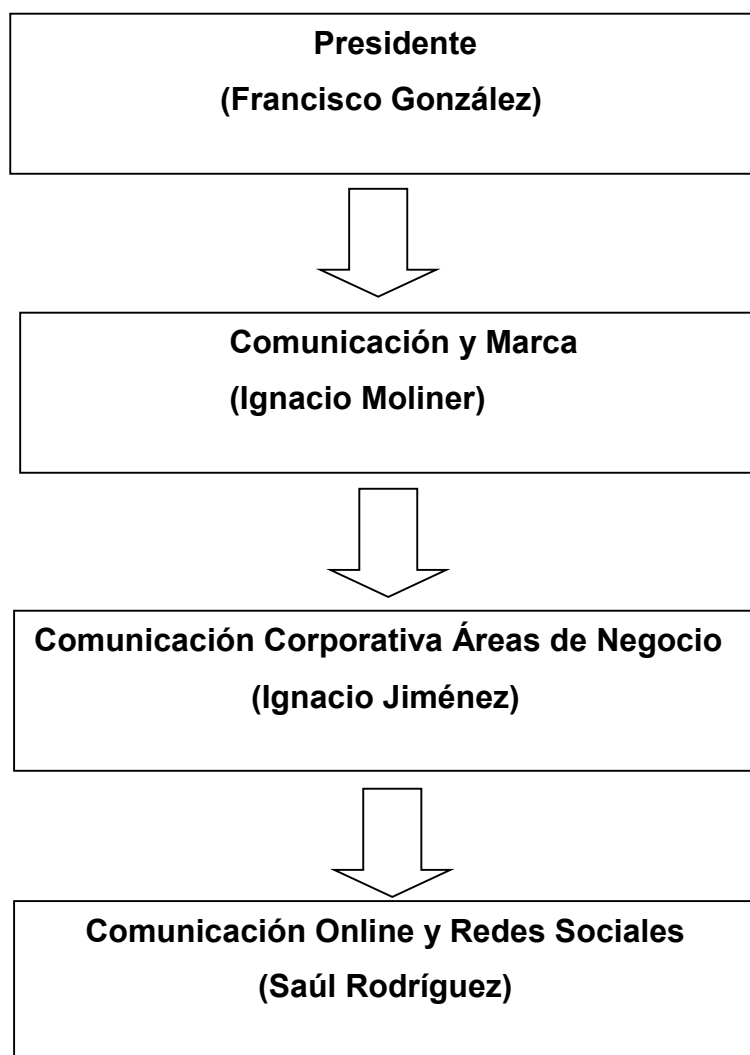 Presidente
(Francisco González)
Comunicación y Marca
(Ignacio Moliner)
Comunicación Corporativa Áreas de Negocio
(Ignacio Jiménez)
Comunicación Online y Redes Sociales
(Saúl Rodríguez)